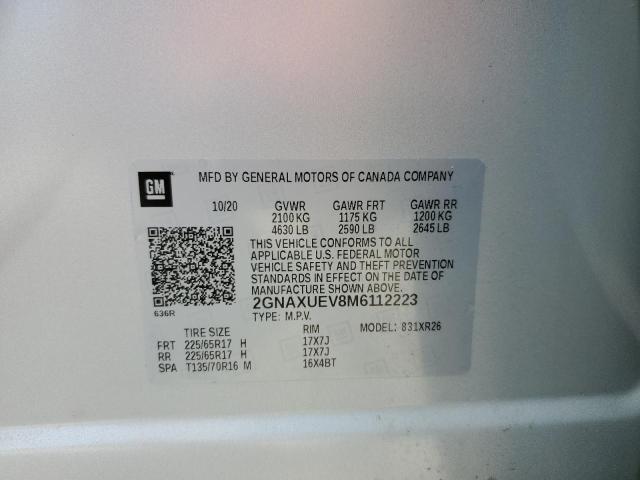 GM
MFD BY GENERAL MOTORS OF CANADA COMPANY
10/20 GVWR GAWR FRT GAWR RR
2100 KG 1175 KG 1200 KG
4630 LB 2590 LB 2645 LB
THIS VEHICLE CONFORMS TO ALL
APPLICABLE U.S. FEDERAL MOTOR
VEHICLE SAFETY AND THEFT PREVENTION
STANDARDS IN EFFECT ON THE DATE OF
MANUFACTURE SHOWN ABOVE.
636R
2GNAXUEV8M6112223
TYPE: M.P.V.
TIRE SIZE RIM MODEL: 831XR26
FRT 225/65R17 H 17X7J
RR 225/65R17 H 17X7J
SPA T135/70R16 M 16X4BT